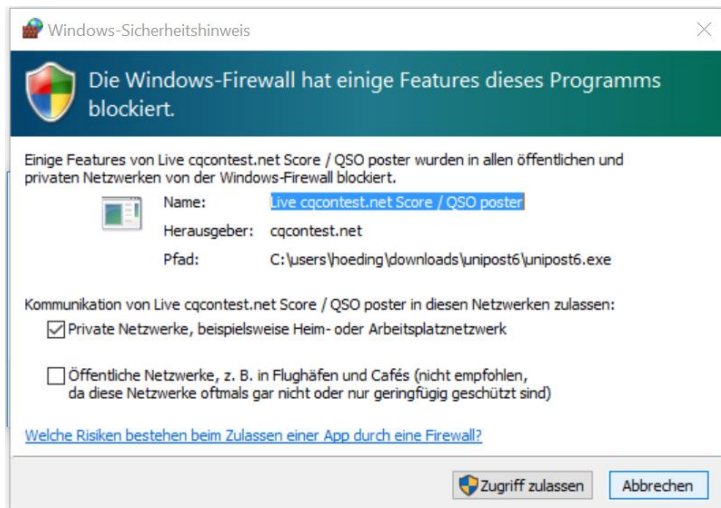 Windows-Sicherheitshinweis
Die Windows-Firewall hat einige Features dieses Programms
blockiert.
Einige Features von Live cqcontest.net Score / QSO poster wurden in allen öffentlichen und
privaten Netzwerken von der Windows-Firewall blockiert.
Name: Live cqcontest.net Score / QSO poster
Herausgeber: cqcontest.net
Pfad: C:\users\hoeding\downloads\unipost6\unipost6.exe
Kommunikation von Live cqcontest.net Score / QSO poster in diesen Netzwerken zulassen:
Private Netzwerke, beispielsweise Heim- oder Arbeitsplatznetzwerk
Öffentliche Netzwerke, z. B. in Flughäfen und Cafés (nicht empfohlen,
da diese Netzwerke oftmals gar nicht oder nur geringfügig geschützt sind)
Welche Risiken bestehen beim Zulassen einer App durch eine Firewall?
Zugriff zulassen Abbrechen